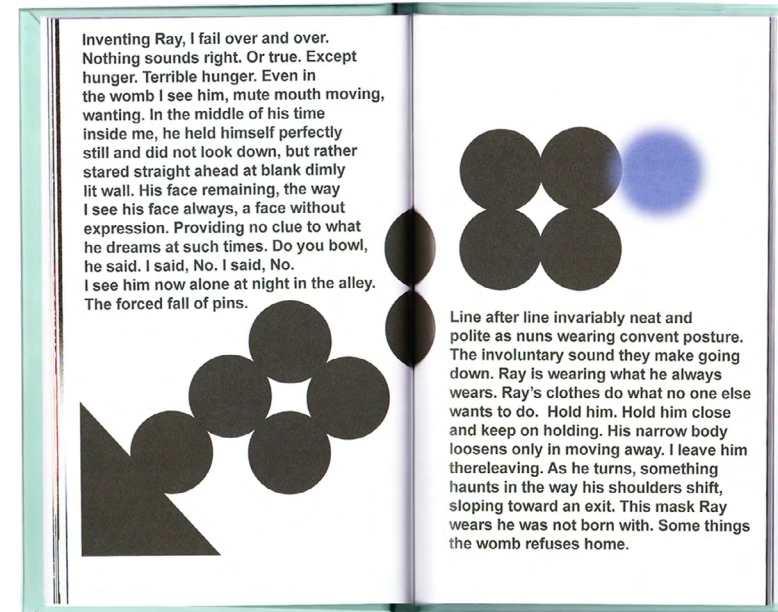 Inventing Ray, I fail over and over.
Nothing sounds right. Or true. Except
hunger. Terrible hunger. Even in
the womb I see him, mute mouth moving,
wanting. In the middle of his time
inside me, he held himself perfectly
still and did not look down, but rather
stared straight ahead at blank dimly
lit wall. His face remaining, the way
I see his face always, a face without
expression. Providing no clue to what
he dreams at such times. Do you bowl,
he said. I said, No. I said, No.
I see him now alone at night in the alley.
The forced fall of pins.
Line after line invariably neat and
polite as nuns wearing convent posture.
The involuntary sound they make going
down. Ray is wearing what he always
wears. Ray's clothes do what no one else
wants to do.  Hold him. Hold him close
and keep on holding. His narrow body
loosens only in moving away. I leave him
thereleaving. As he turns, something
haunts in the way his shoulders shift,
sloping toward an exit. This mask Ray
wears he was not born with. Some things
the womb refuses home.